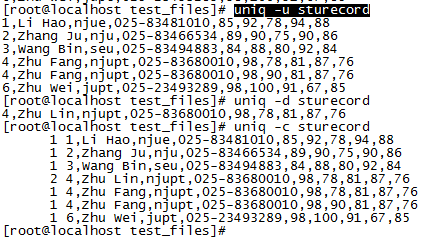 [root@localhost test_files]# uniq -u sturecord
1,Li Hao,njue,025-83481010,85,92,78,94,88
2,Zhang Ju,nju,025-83466534,89,90,75,90,86
3,Wang Bin,seu,025-83494883,84,88,80,92,84
4,Zhu Fang,njupt,025-83680010,98,78,81,87,76
4,Zhu Fang,njupt,025-83680010,98,90,81,87,76
6,Zhu Wei,jupt,025-23493289,98,100,91,67,85
[root@localhost test_files]# uniq -d sturecord
4,Zhu Lin,njupt,025-83680010,98,78,81,87,76
[root@localhost test_files]# uniq -c sturecord
1 1,Li Hao,njue,025-83481010,85,92,78,94,88
1 2,Zhang Ju,nju,025-83466534,89,90,75,90,86
1 3,Wang Bin,seu,025-83494883,84,88,80,92,84
2 4,Zhu Lin,njupt,025-83680010,98,78,81,87,76
1 4,Zhu Fang,njupt,025-83680010,98,78,81,87,76
1 4,Zhu Fang,njupt,025-83680010,98,90,81,87,76
1 6,Zhu Wei,jupt,025-23493289,98,100,91,67,85
[root@localhost test_files]#